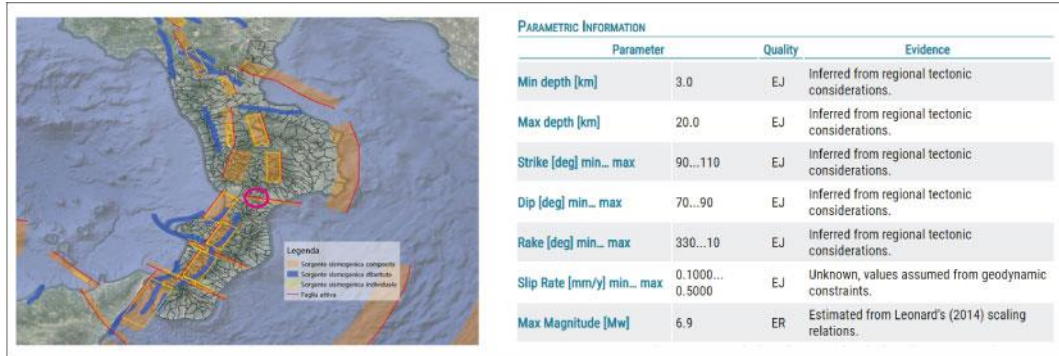 Legenda
Sorgente sismogenica composita
Sorgente sismogenica dibattuta
Sorgente sismogenica individuale
Faglia attiva
PARAMETRIC INFORMATION
Parameter Quality Evidence
Min depth [km] 3.0 EJ Inferred from regional tectonic
considerations.
Max depth [km] 20.0 EJ Inferred from regional tectonic
considerations.
Strike [deg] min... max 90...110 EJ Inferred from regional tectonic
considerations.
Dip [deg] min... max 70...90 EJ Inferred from regional tectonic
considerations.
Rake [deg] min... max 330...10 EJ Inferred from regional tectonic
considerations.
Slip Rate [mm/y] min... max 0.1000...
0.5000 EJ Unknown, values assumed from geodynamic
constraints.
Max Magnitude [Mw] 6.9 ER Estimated from Leonard's (2014) scaling
relations.